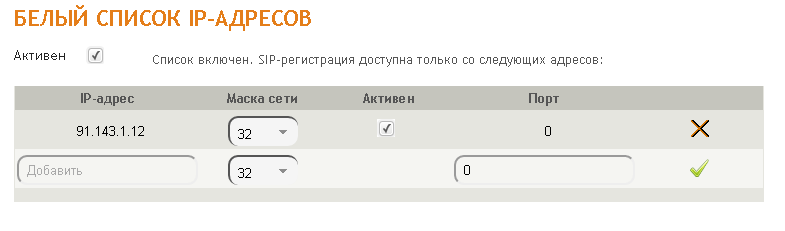 БЕЛЫЙ СПИСОК IP-АДРЕСОВ
Активен Список включен. SIP-регистрация доступна только со следующих адресов:
IP-адрес Маска сети Активен Порт
91.143.1.12 32 0
Добавить 32 0